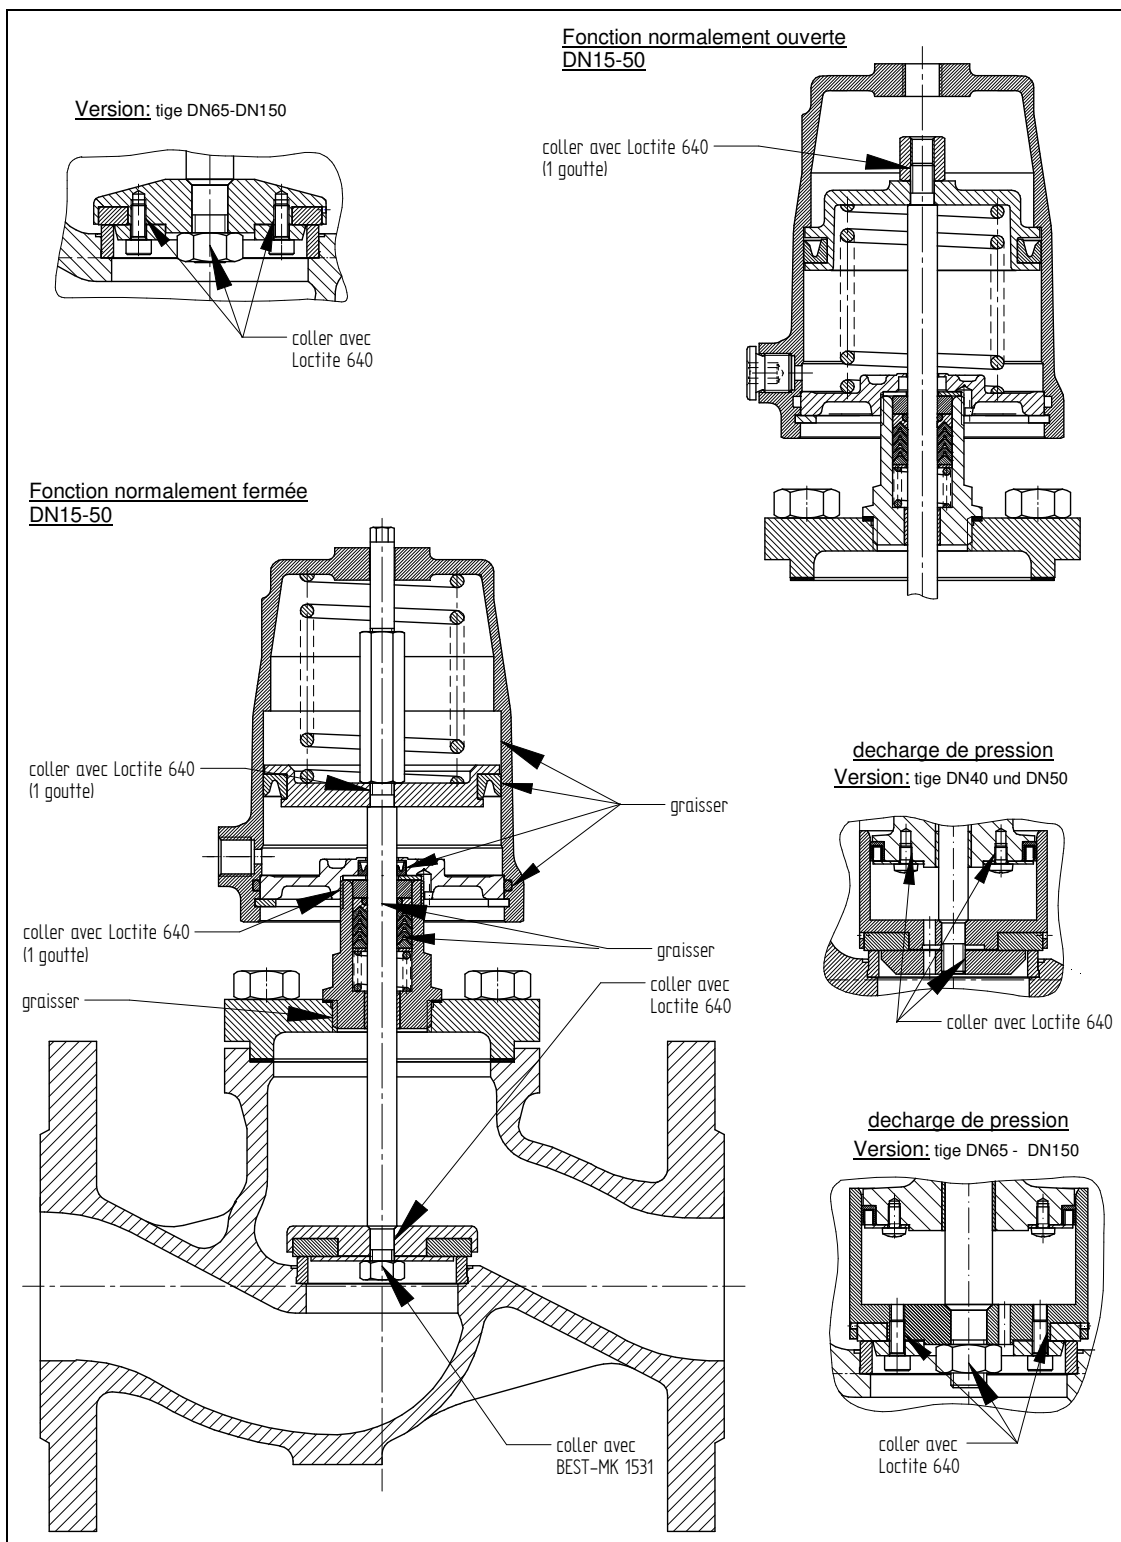 Fonction normalement ouverte
DN15-50
Version: tige DN65-DN150
coller avec Loctite 640
(1 goutte)
coller avec
Loctite 640
Fonction normalement fermée
DN15-50
coller avec Loctite 640
(1 goutte)
graisser
coller avec Loctite 640
(1 goutte)
graisser
graisser
coller avec
Loctite 640
coller avec
BEST-MK 1531
decharge de pression
Version: tige DN40 und DN50
coller avec Loctite 640
decharge de pression
Version: tige DN65 - DN150
coller avec
Loctite 640